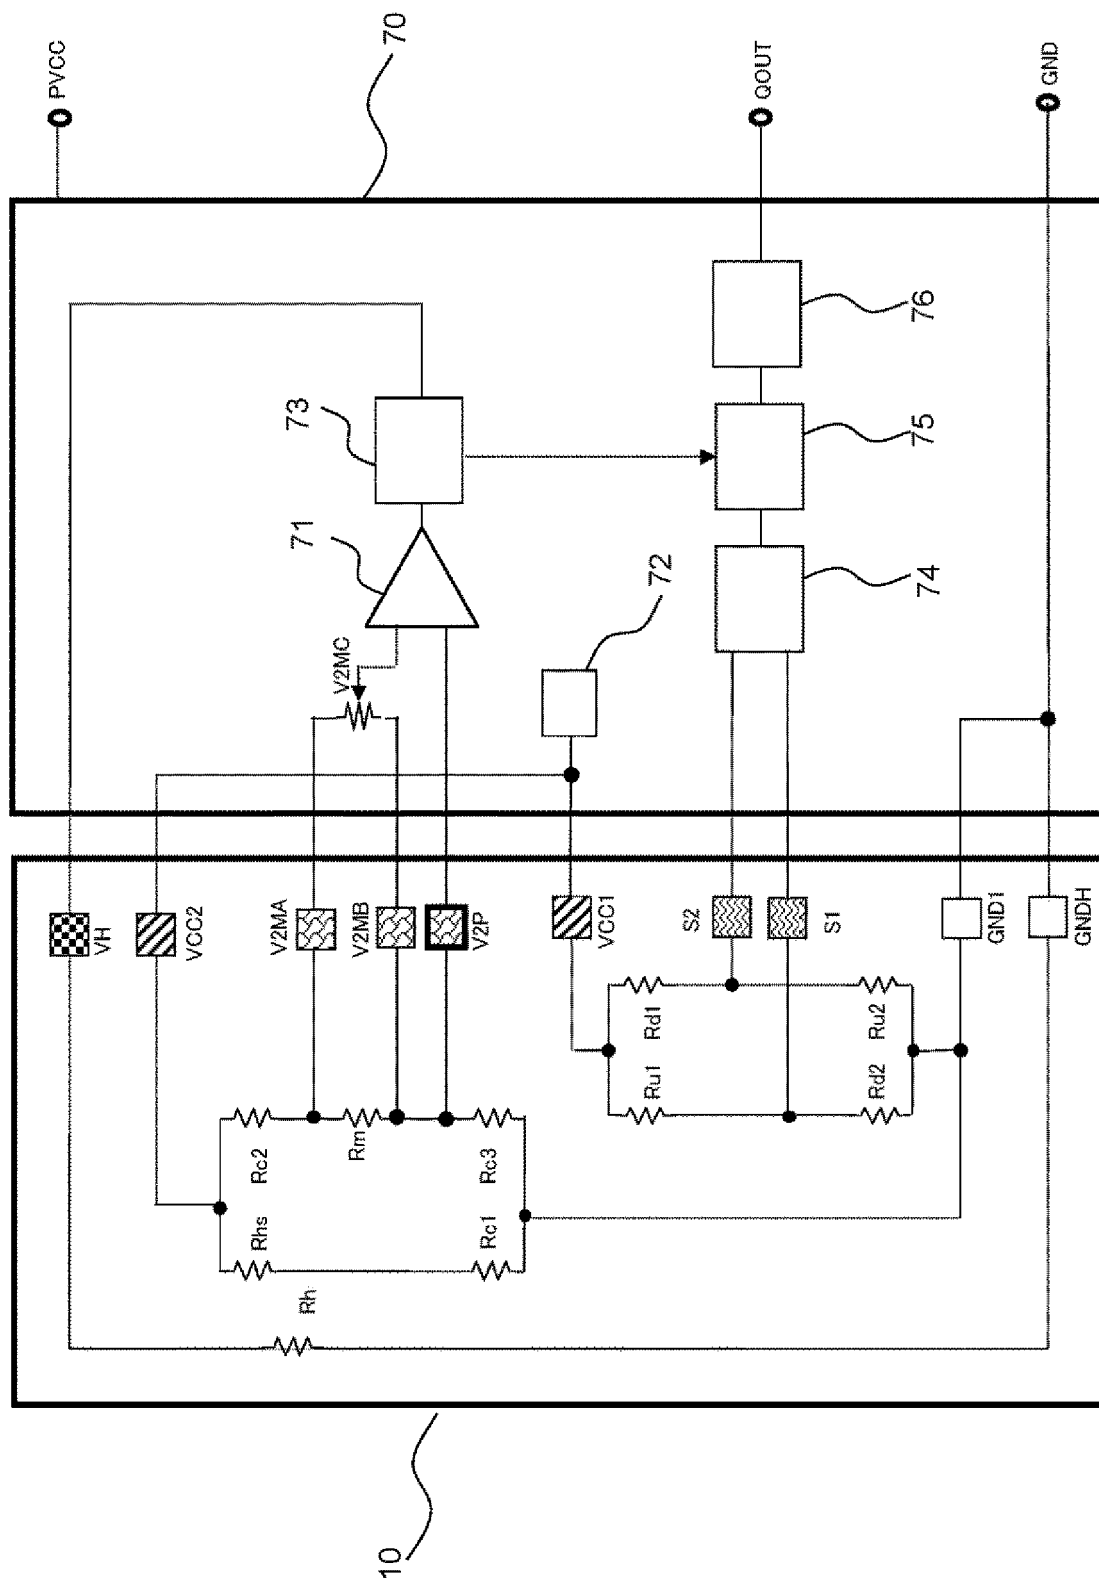 PVCC
70
QOUT
GND
76
73
75
71
72
74
V2MC
VH
VCC2
V2MA
V2MB
V2P
VCC1
S2
S1
GND1
GNDH
Rd1
Ru2
Ru1
Rd2
Rc2
Rm
Rc3
Rhs
Rc1
Rh
10